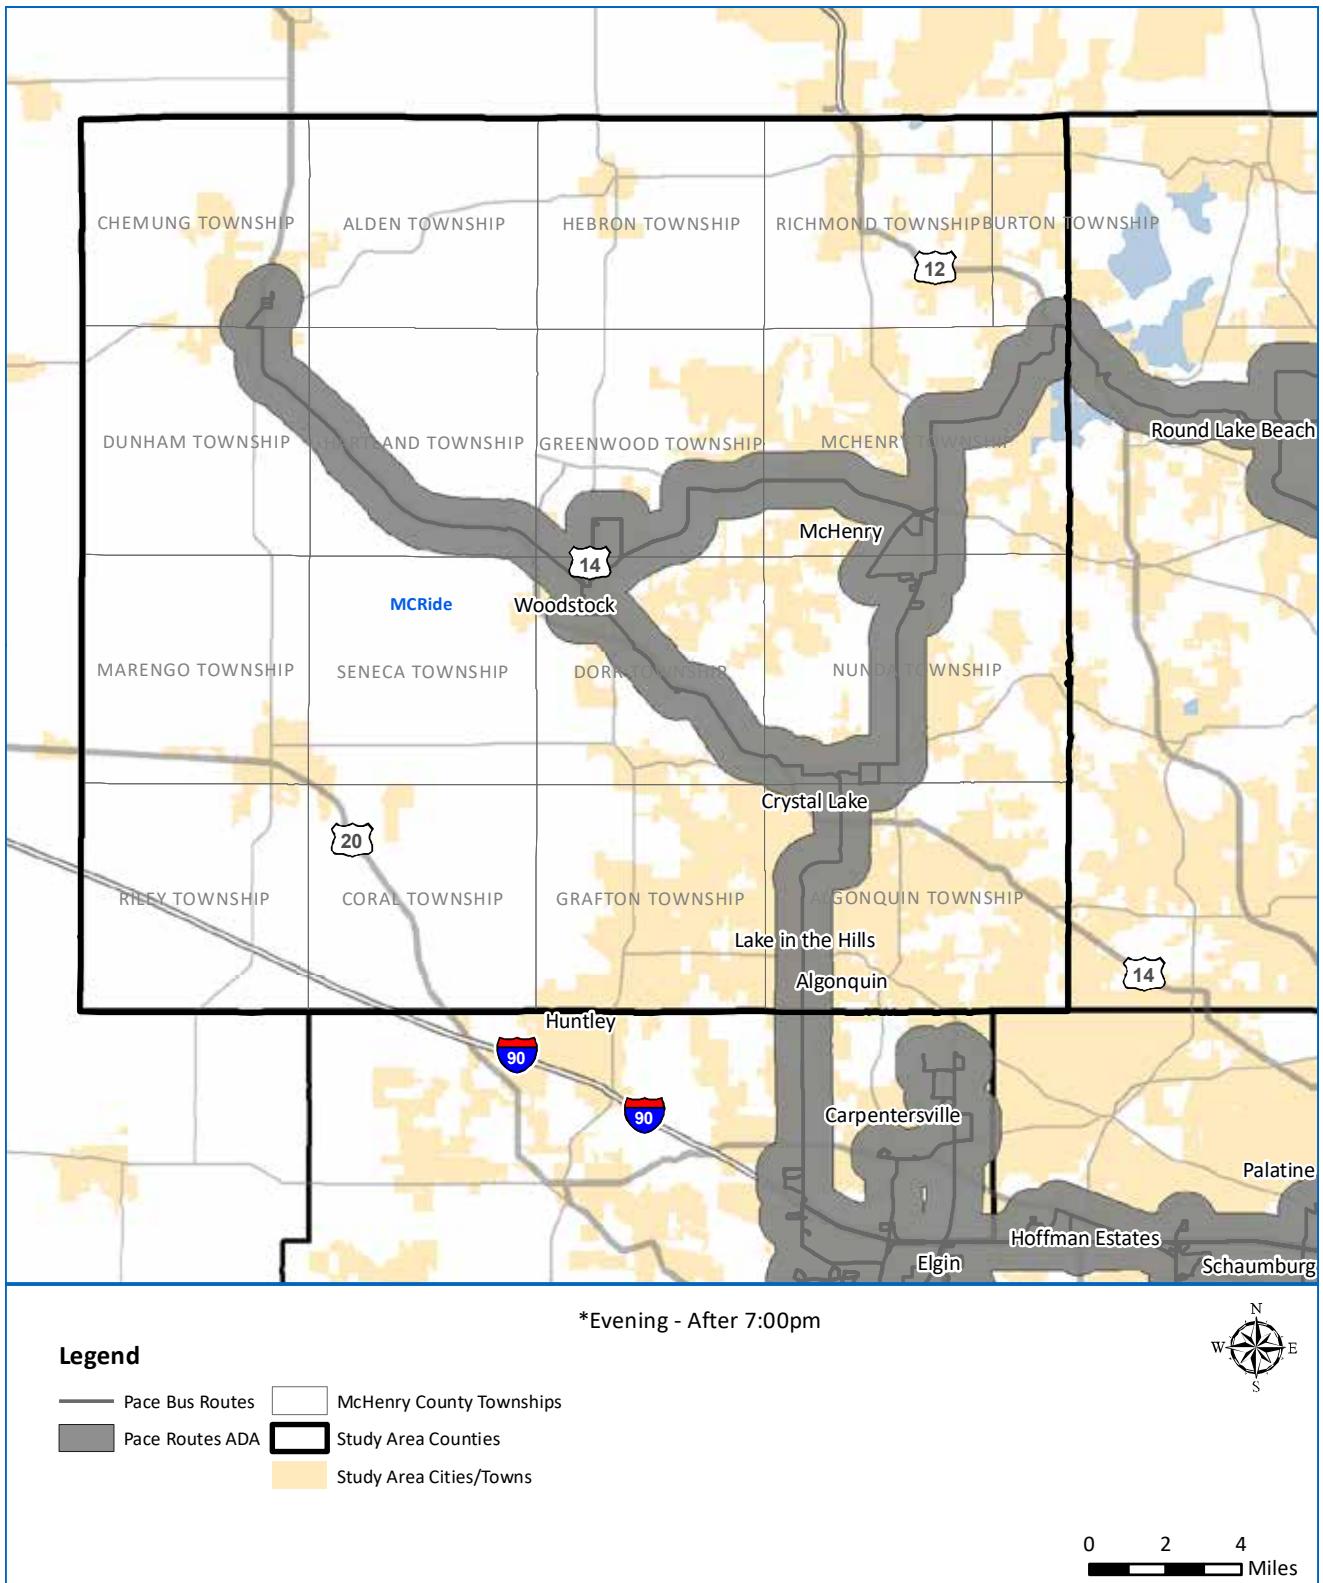 CHEMUNG TOWNSHIP
ALDEN TOWNSHIP
HEBRON TOWNSHIP
RICHMOND TOWNSHIP
BURTON TOWNSHIP
12
DUNHAM TOWNSHIP
HARTLAND TOWNSHIP
GREENWOOD TOWNSHIP
MCHENRY TOWNSHIP
Round Lake Beach
McHenry
14
MCRide
Woodstock
MARENGO TOWNSHIP
SENECA TOWNSHIP
DORR TOWNSHIP
NUNDA TOWNSHIP
Crystal Lake
20
RILEY TOWNSHIP
CORAL TOWNSHIP
GRAFTON TOWNSHIP
ALGONQUIN TOWNSHIP
Lake in the Hills
Algonquin
14
Huntley
90
90
Carpentersville
Palatine
Hoffman Estates
Elgin
Schaumburg
*Evening - After 7:00pm
N
W E
S
Legend
Pace Bus Routes
McHenry County Townships
Pace Routes ADA
Study Area Counties
Study Area Cities/Towns
0 2 4
Miles